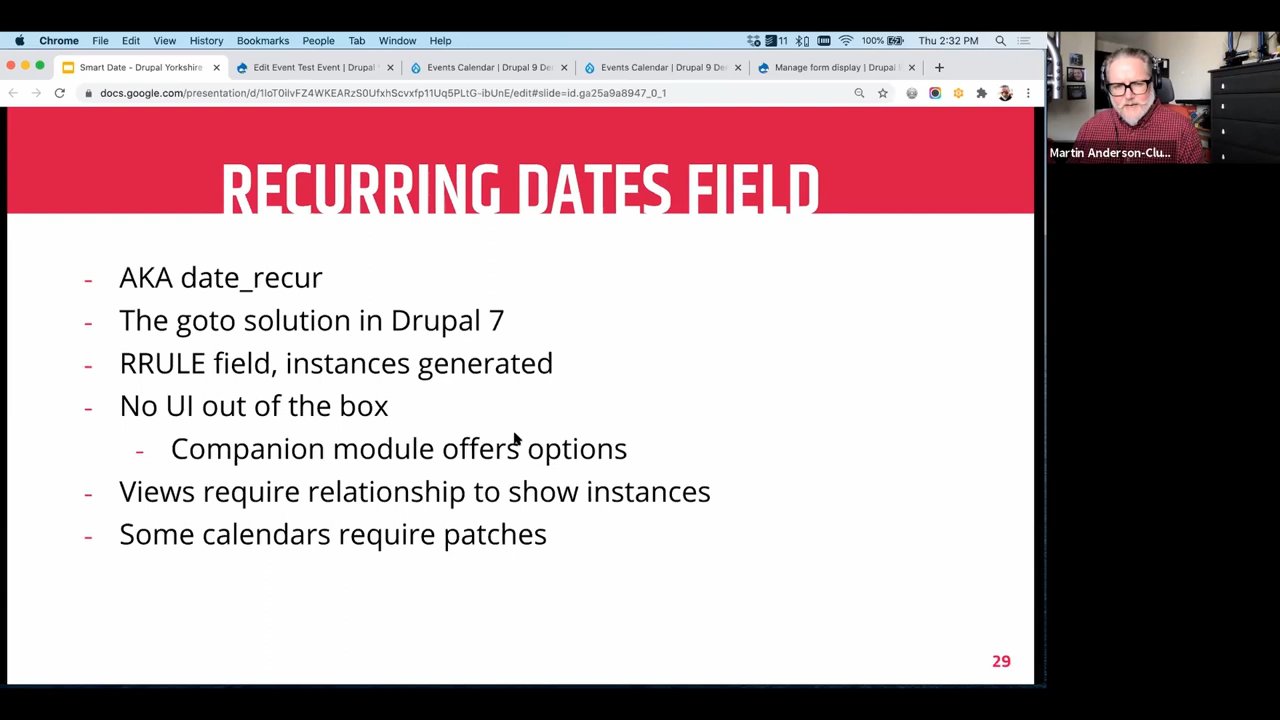 Chrome File Edit View History Bookmarks People Tab Window Help 11 100% Thu 2:32 PM
Smart Date - Drupal Yorkshire Edit Event Test Event | Drupal Events Calendar | Drupal 9 De Events Calendar | Drupal 9 De Manage form display | Drupal
docs.google.com/presentation/d/1IoT0ilvFZ4WKEARzS0UfxhScvxfp11Uq5PLtG-ibUnE/edit#slide=id.ga25a9a8947_0_1
Martin Anderson-Clu...
RECURRING DATES FIELD
- AKA date_recur
- The goto solution in Drupal 7
- RRULE field, instances generated
- No UI out of the box
- Companion module offers options
- Views require relationship to show instances
- Some calendars require patches
29